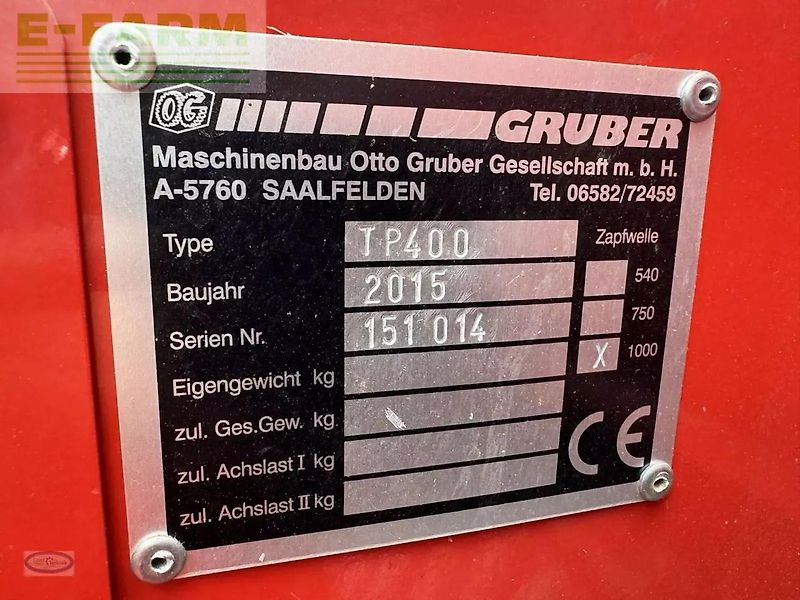 E-FARM
OG GRUBER
Maschinenbau Otto Gruber Gesellschaft m. b. H.
A-5760 SAALFELDEN Tel. 06582/72459
Type TP400 Zapfwelle
Baujahr 2015 540
Serien Nr. 151 014 750
Eigengewicht kg X 1000
zul. Ges.Gew. kg
zul. Achslast I kg CE
zul. Achslast II kg